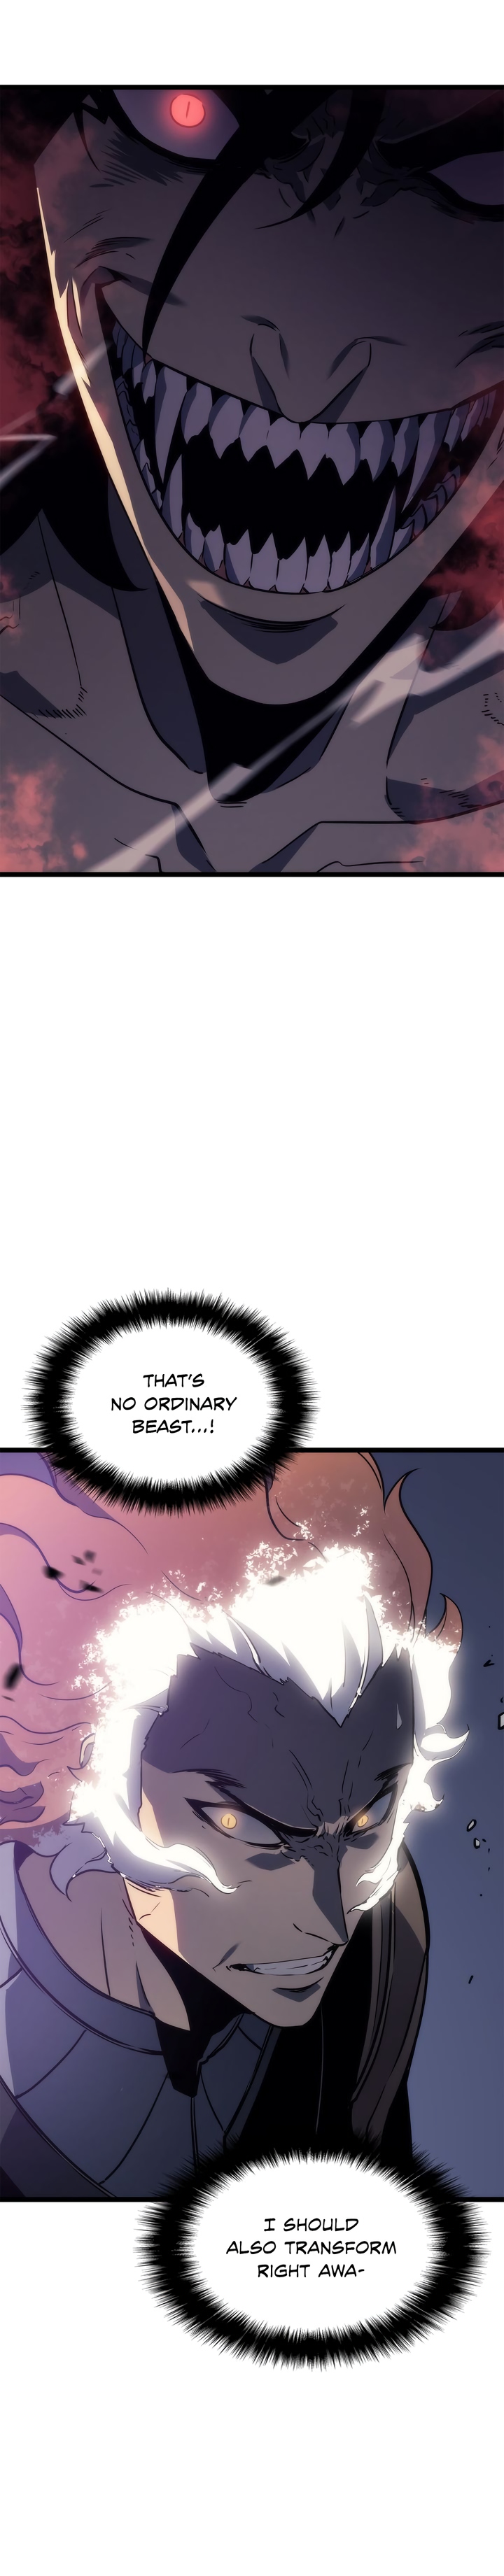 THAT'S
NO ORDINARY
BEAST...!
I SHOULD
ALSO TRANSFORM
RIGHT AWA-